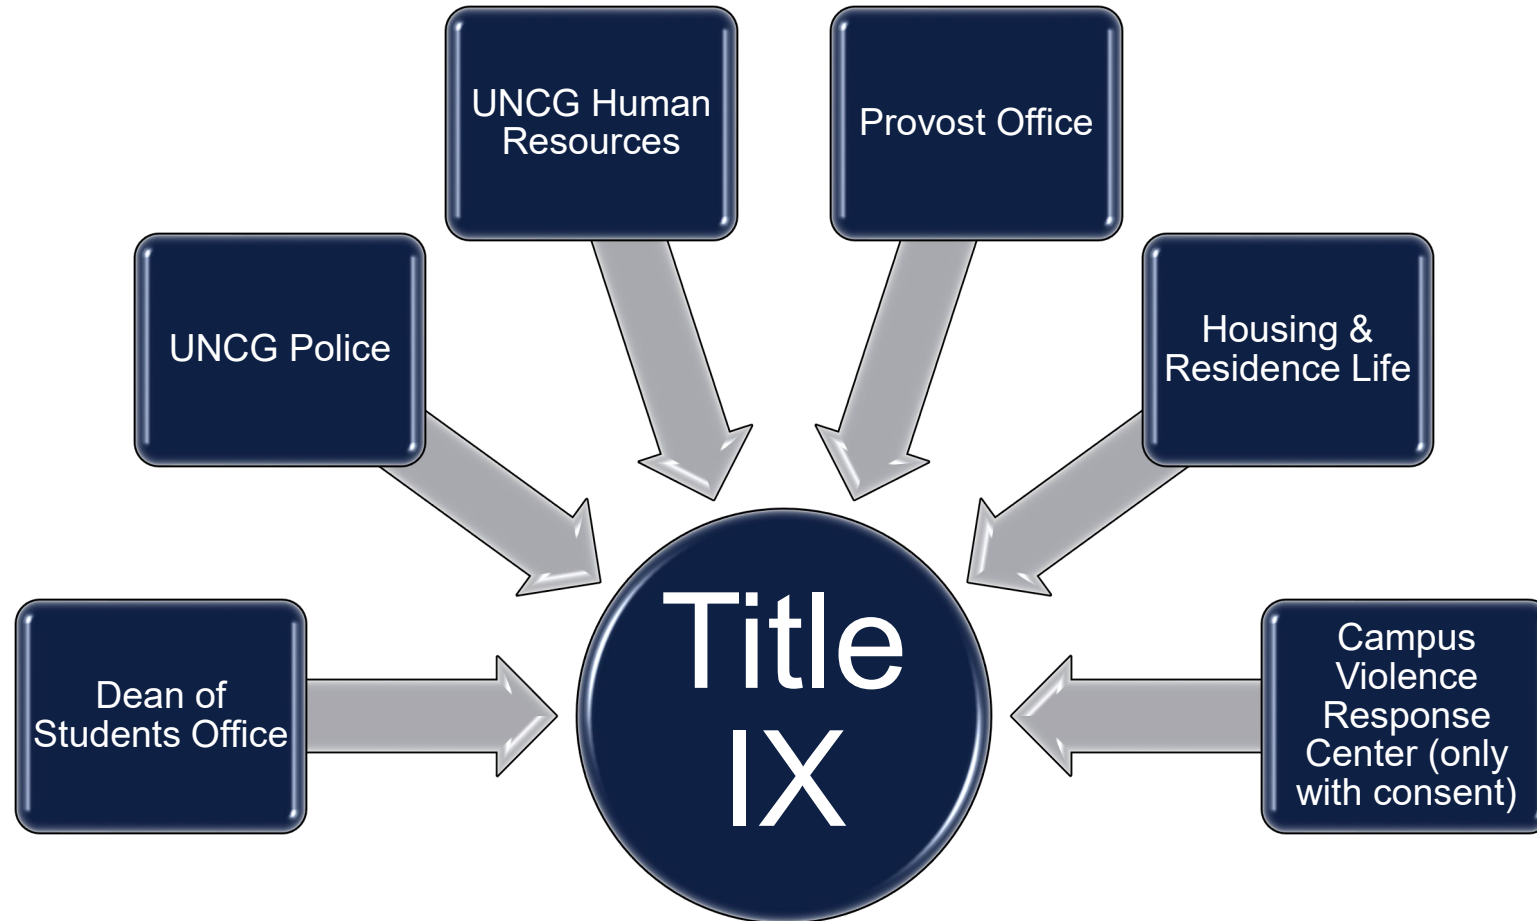 UNCG Human
Resources
Provost Office
UNCG Police
Housing &
Residence Life
Title
IX
Dean of
Students Office
Campus
Violence
Response
Center (only
with consent)